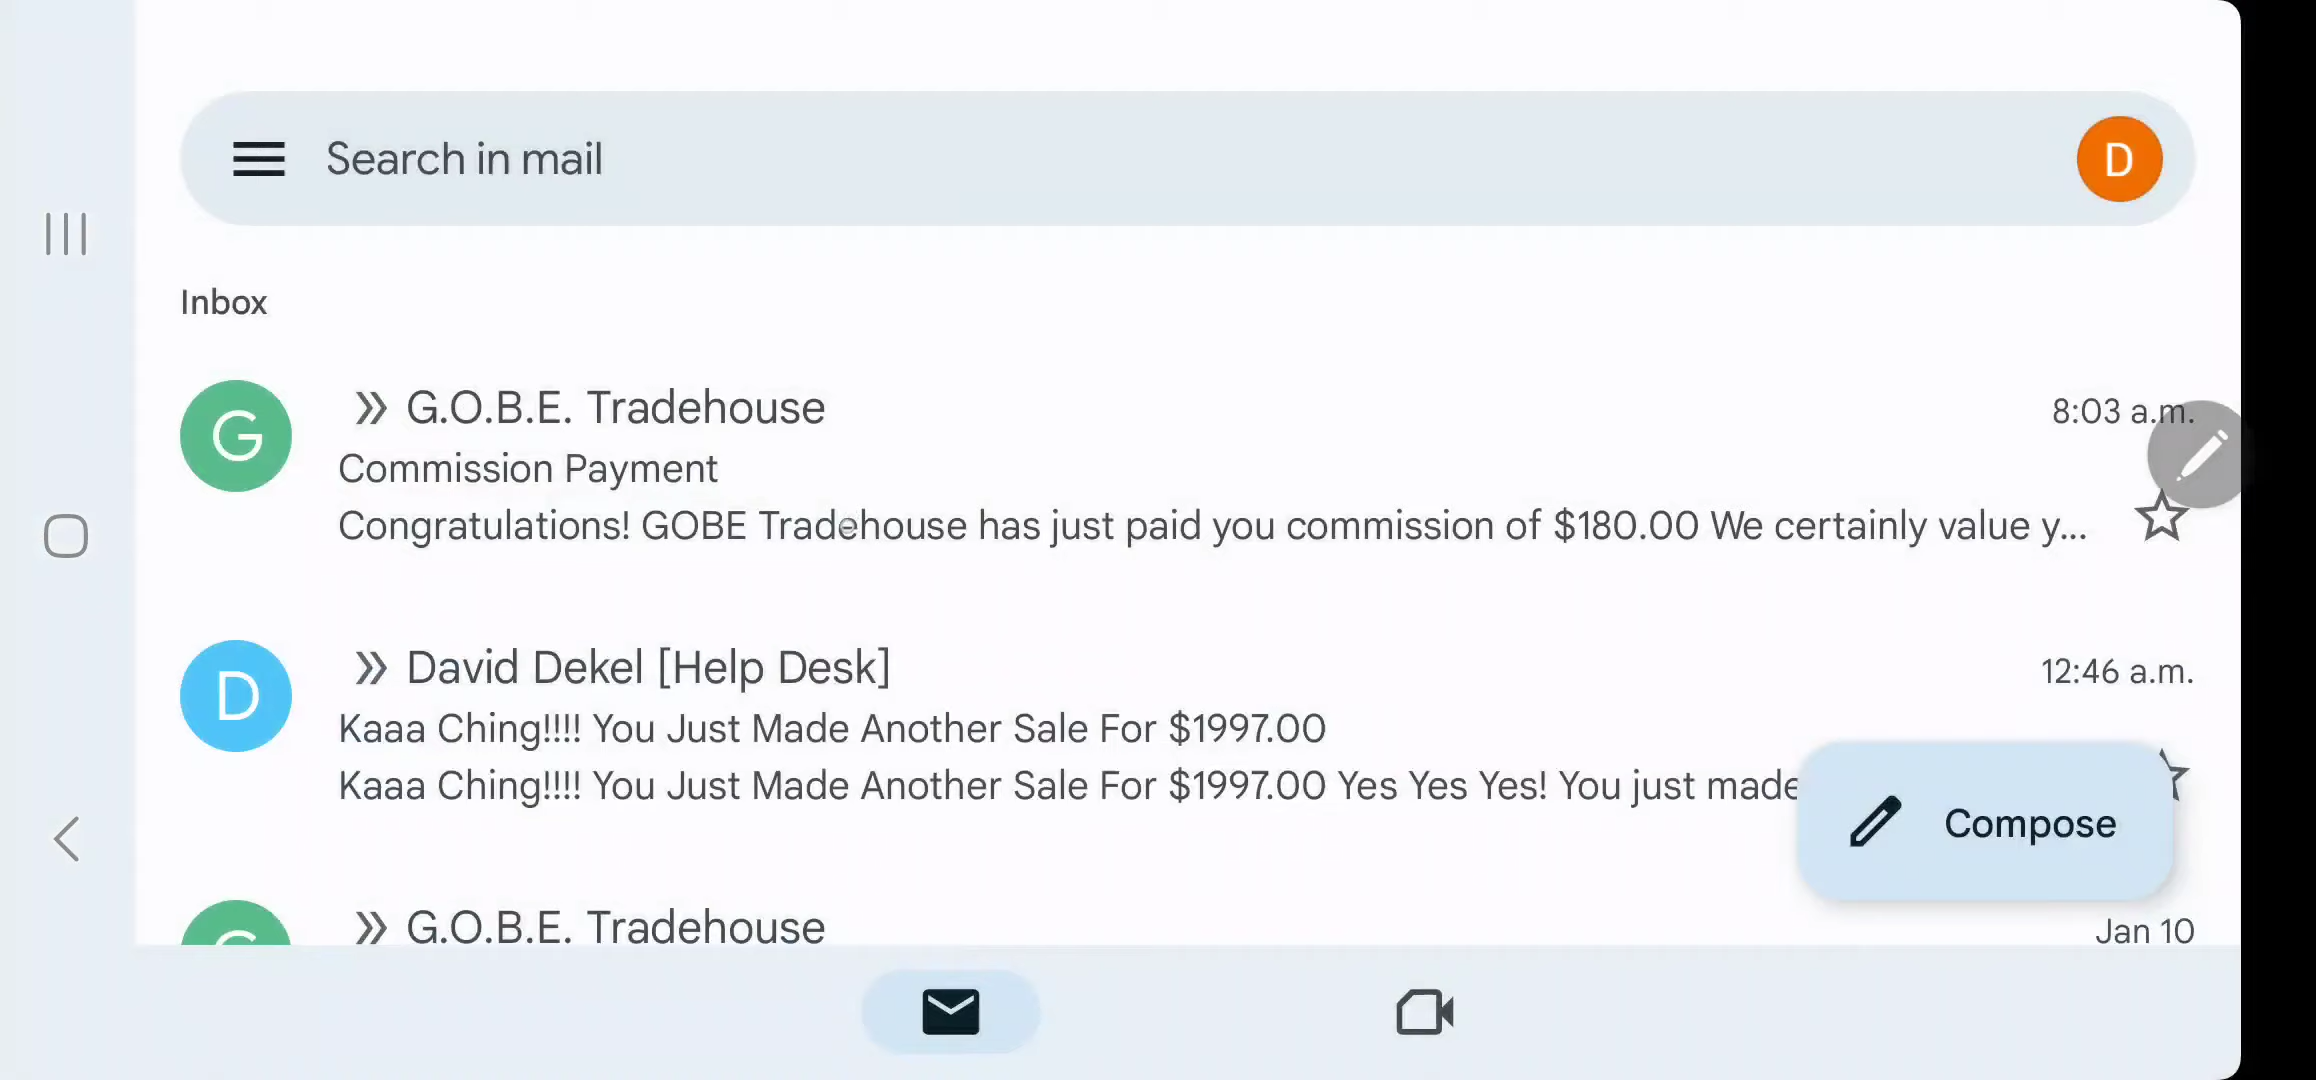 Search in mail
D
Inbox
G
» G.O.B.E. Tradehouse
8:03 a.m.
Commission Payment
Congratulations! GOBE Tradehouse has just paid you commission of $180.00 We certainly value y...
D
» David Dekel [Help Desk]
12:46 a.m.
Kaaa Ching!!!! You Just Made Another Sale For $1997.00
Kaaa Ching!!!! You Just Made Another Sale For $1997.00 Yes Yes Yes! You just made
Compose
G
» G.O.B.E. Tradehouse
Jan 10